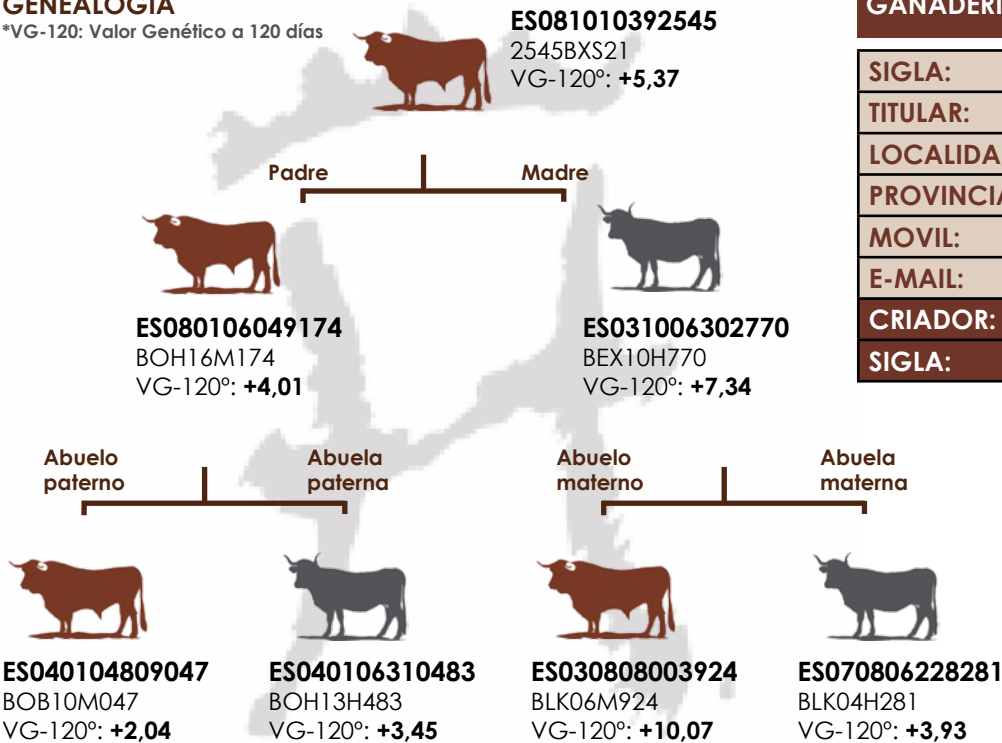 GENEALOGÍA
*VG-120: Valor Genético a 120 días
ES081010392545
2545BXS21
VG-120º: +5,37
Padre
Madre
ES080106049174
BOH16M174
VG-120º: +4,01
ES031006302770
BEX10H770
VG-120º: +7,34
Abuelo
paterno
Abuela
paterna
Abuelo
materno
Abuela
materna
ES040104809047
BOB10M047
VG-120º: +2,04
ES040106310483
BOH13H483
VG-120º: +3,45
ES030808003924
BLK06M924
VG-120º: +10,07
ES070806228281
BLK04H281
VG-120º: +3,93
GANADERI
SIGLA:
TITULAR:
LOCALIDA
PROVINCIA
MOVIL:
E-MAIL:
CRIADOR:
SIGLA: